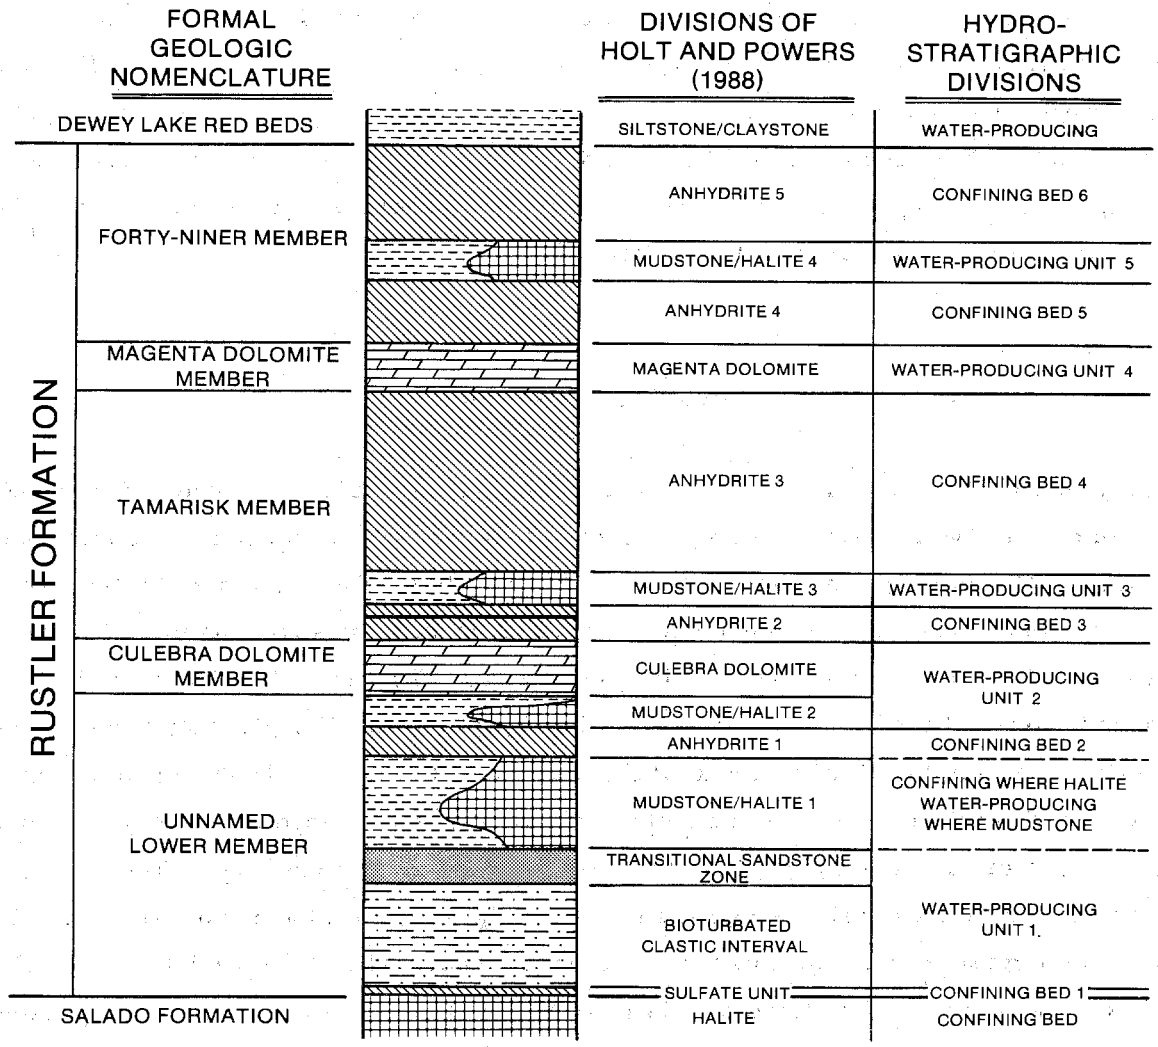 FORMAL
GEOLOGIC
NOMENCLATURE
DIVISIONS OF
HOLT AND POWERS
(1988)
HYDRO-
STRATIGRAPHIC
DIVISIONS
DEWEY LAKE RED BEDS
SILTSTONE/CLAYSTONE
WATER-PRODUCING
RUSTLER FORMATION
FORTY-NINER MEMBER
ANHYDRITE 5
CONFINING BED 6
MUDSTONE/HALITE 4
WATER-PRODUCING UNIT 5
ANHYDRITE 4
CONFINING BED 5
MAGENTA DOLOMITE
MEMBER
MAGENTA DOLOMITE
WATER-PRODUCING UNIT 4
TAMARISK MEMBER
ANHYDRITE 3
CONFINING BED 4
MUDSTONE/HALITE 3
WATER-PRODUCING UNIT 3
ANHYDRITE 2
CONFINING BED 3
CULEBRA DOLOMITE
MEMBER
CULEBRA DOLOMITE
WATER-PRODUCING
UNIT 2
UNNAMED
LOWER MEMBER
MUDSTONE/HALITE 2
ANHYDRITE 1
CONFINING BED 2
MUDSTONE/HALITE 1
CONFINING WHERE HALITE
WATER-PRODUCING
WHERE MUDSTONE
TRANSITIONAL SANDSTONE
ZONE
BIOTURBATED
CLASTIC INTERVAL
WATER-PRODUCING
UNIT 1.
SULFATE UNIT
CONFINING BED 1
SALADO FORMATION
HALITE
CONFINING BED